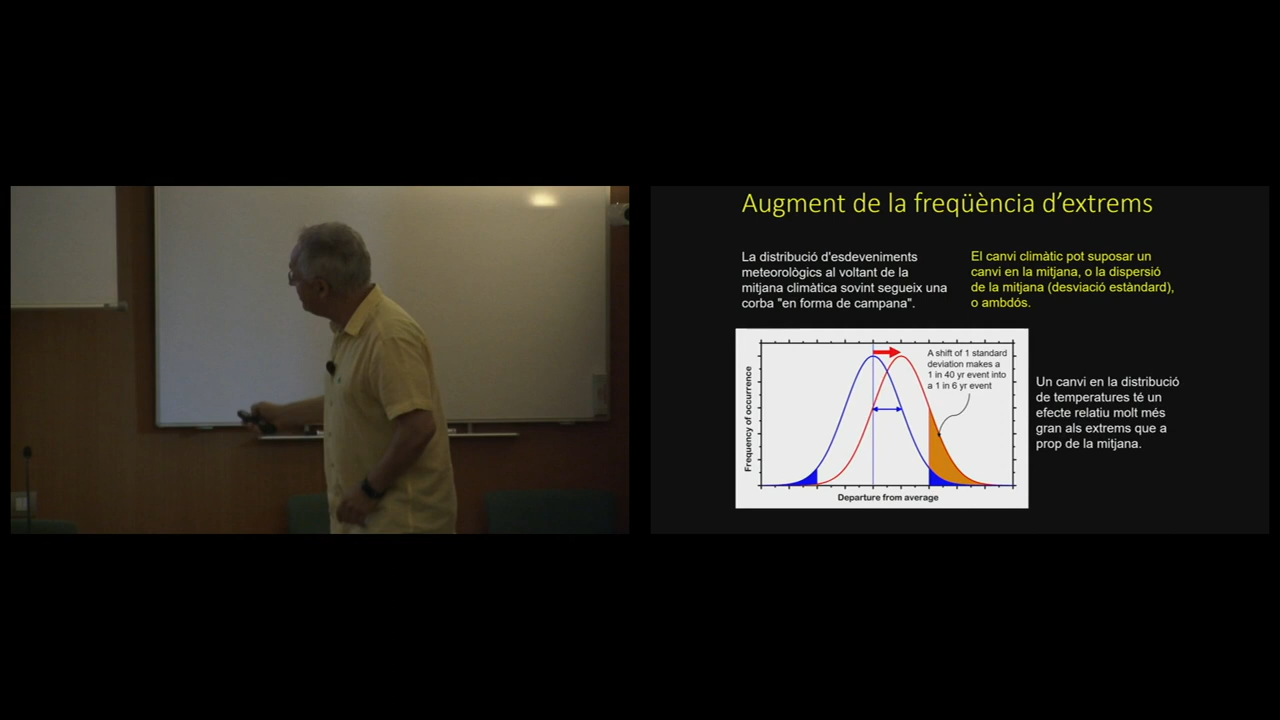 Augment de la freqüència d’extrems
La distribució d'esdeveniments
meteorològics al voltant de la
mitjana climàtica sovint segueix una
corba "en forma de campana".
El canvi climàtic pot suposar un
canvi en la mitjana, o la dispersió
de la mitjana (desviació estàndard),
o ambdós.
A shift of 1 standard
deviation makes a
1 in 40 yr event into
a 1 in 6 yr event
Frequency of occurrence
Departure from average
Un canvi en la distribució
de temperatures té un
efecte relatiu molt més
gran als extrems que a
prop de la mitjana.